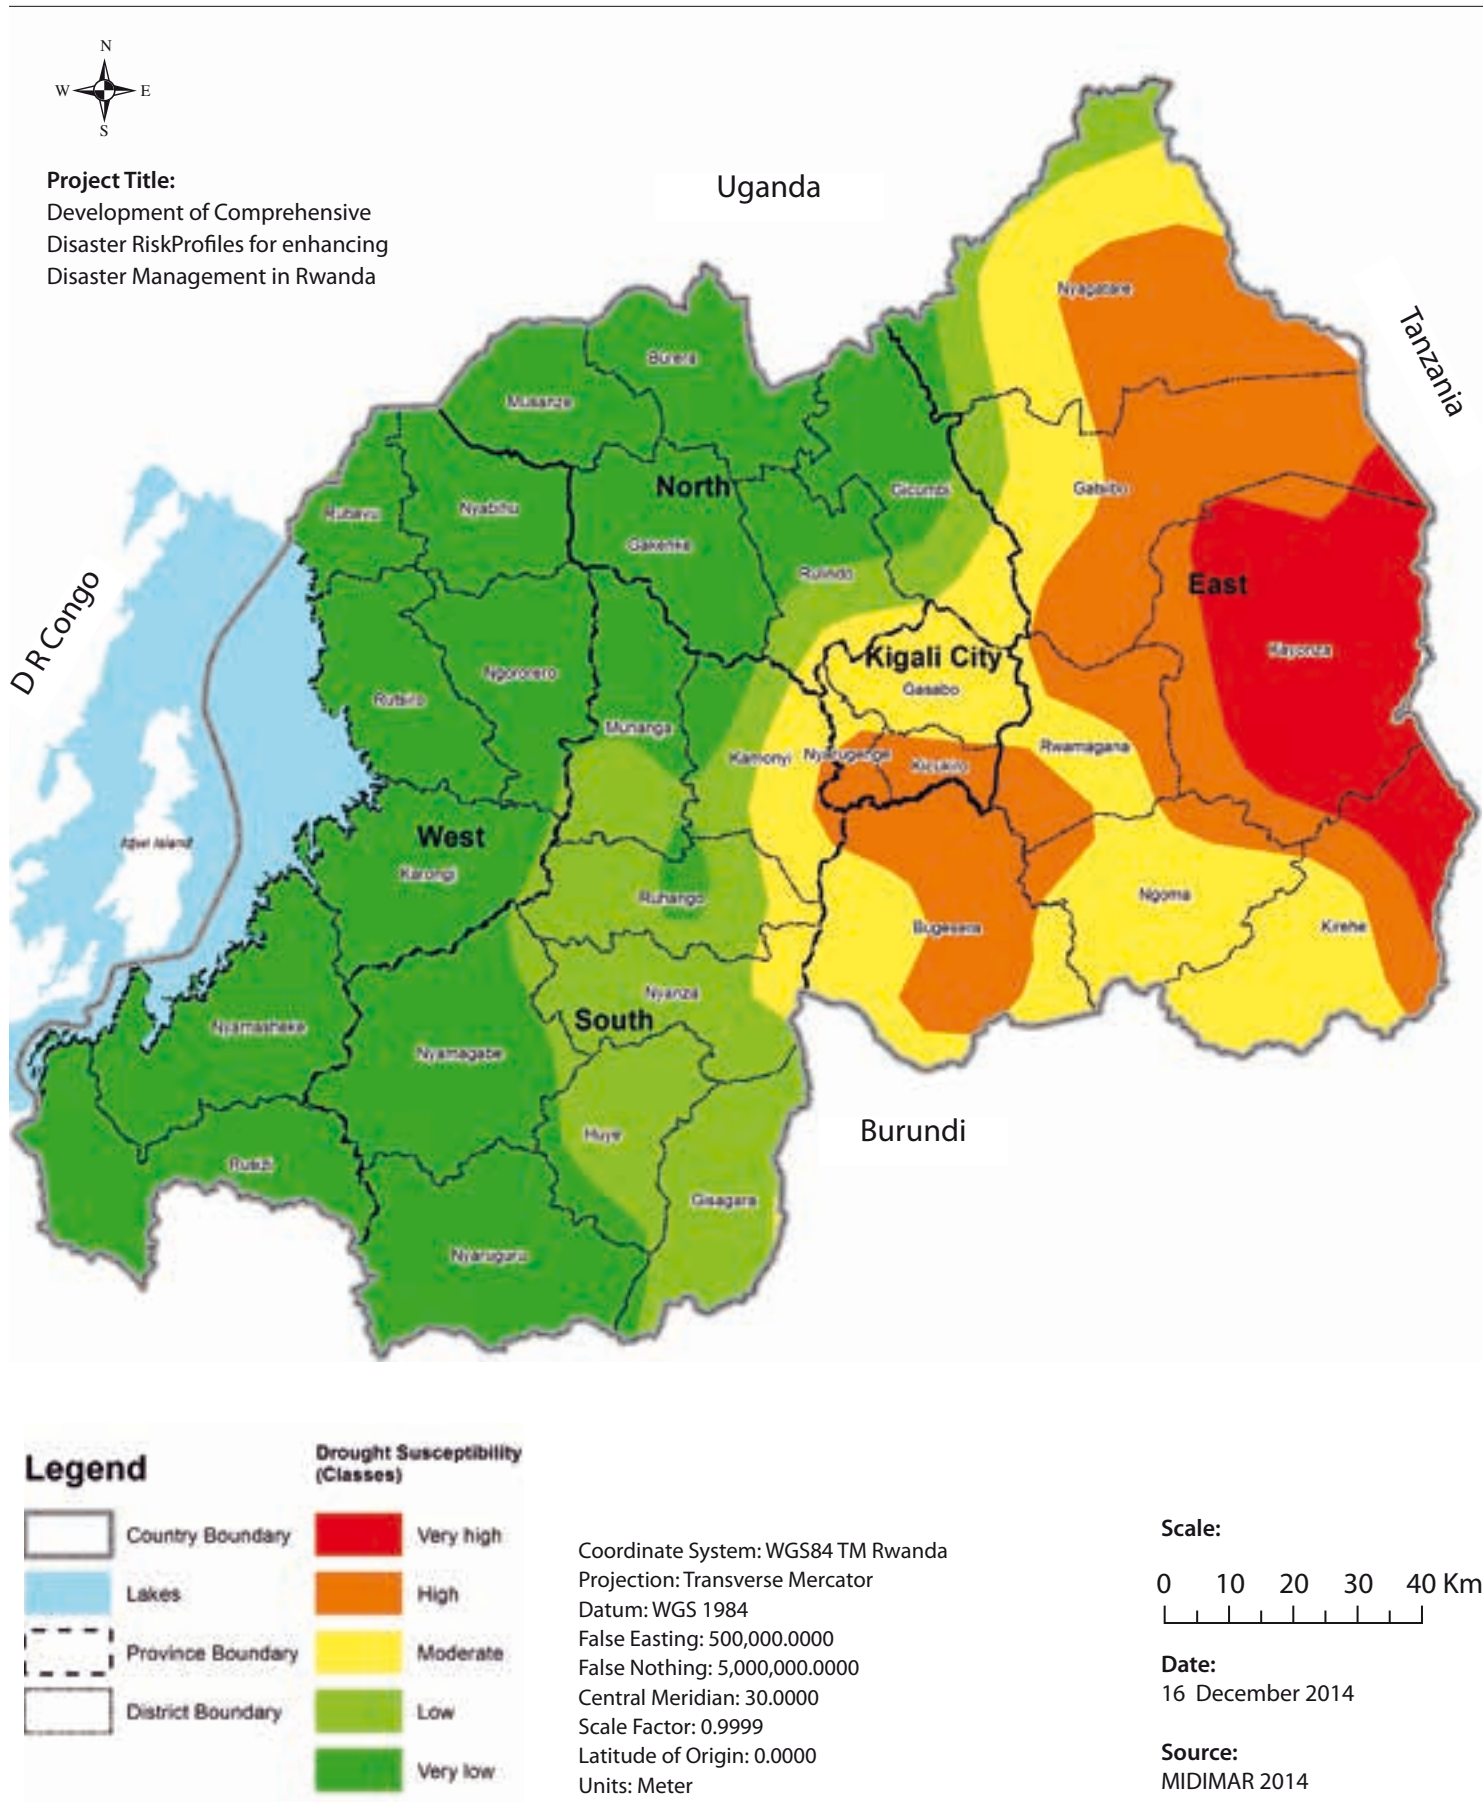 N
W E
S
Project Title:
Development of Comprehensive
Disaster RiskProfiles for enhancing
Disaster Management in Rwanda
Uganda
Tanzania
D R Congo
Burundi
Nyagatare
Burera
Musanze
North
Gicumbi
Gatsibo
Rubavu
Nyabihu
Gakenke
Rulindo
East
Kayonza
Kigali City
Gasabo
Ngororero
Rutsiro
Muhanga
Kamonyi
Nyarugenge
Kicukiro
Rwamagana
Idjwi Island
West
Karongi
Ruhango
Ngoma
Bugesera
Kirehe
Nyanza
South
Nyamasheke
Nyamagabe
Huye
Rusizi
Gisagara
Nyaruguru
Legend
Country Boundary
Lakes
Province Boundary
District Boundary
Drought Susceptibility
(Classes)
Very high
High
Moderate
Low
Very low
Coordinate System: WGS84 TM Rwanda
Projection: Transverse Mercator
Datum: WGS 1984
False Easting: 500,000.0000
False Nothing: 5,000,000.0000
Central Meridian: 30.0000
Scale Factor: 0.9999
Latitude of Origin: 0.0000
Units: Meter
Scale:
0 10 20 30 40 Km
Date:
16 December 2014
Source:
MIDIMAR 2014